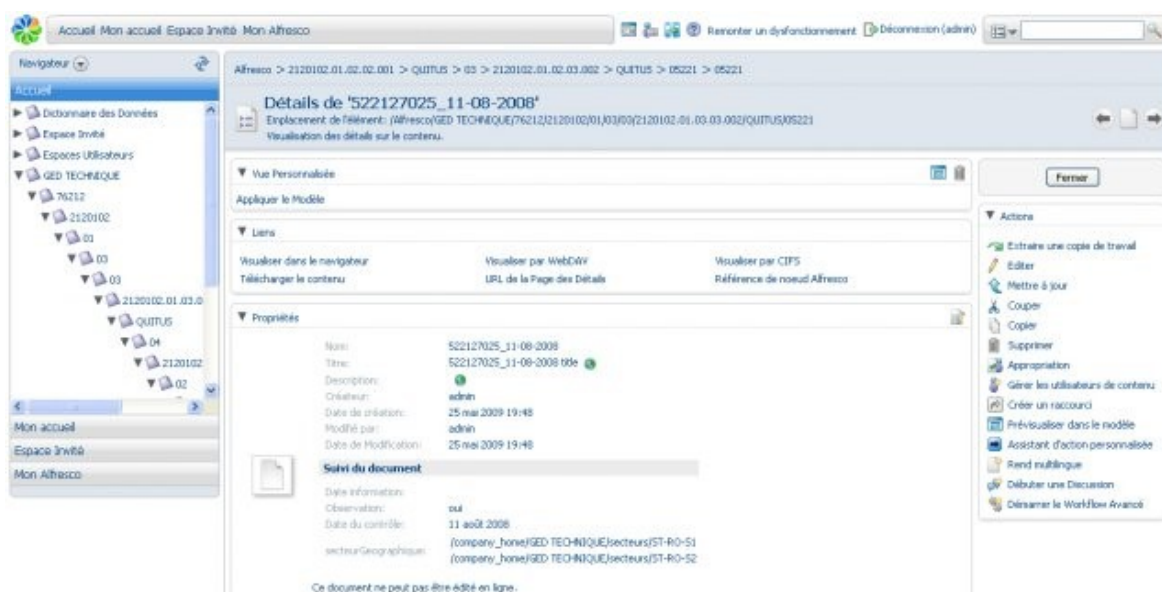 Accueil Mon accueil Espace Invité Mon Alfresco
Remonter un dysfonctionnement Déconnexion (admin)
Navigateur
Accueil
Dictionnaire des Données
Espace Invité
Espaces Utilisateurs
GED TECHNIQUE
76212
2120102
01
03
03
2120102.01.03.0
QUITUS
04
2120102
02
Mon accueil
Espace Invité
Mon Alfresco
Alfresco > 2120102.01.02.02.001 > QUITUS > 03 > 2120102.01.02.03.002 > QUITUS > 05221 > 05221
Détails de '522127025_11-08-2008'
Emplacement de l'élément: /Alfresco/GED TECHNIQUE/76212/2120102/01/03/03/2120102.01.03.03.002/QUITUS/05221
Visualisation des détails sur le contenu.
Vue Personnalisée
Appliquer le Modèle
Liens
Visualiser dans le navigateur Visualiser par WebDAV Visualiser par CIFS
Télécharger le contenu URL de la Page des Détails Référence de noeud Alfresco
Propriétés
Nom: 522127025_11-08-2008
Titre: 522127025_11-08-2008 title
Description:
Créateur: admin
Date de création: 25 mai 2009 19:48
Modifié par: admin
Date de Modification: 25 mai 2009 19:48
Suivi du document
Date information:
Observation: oui
Date du contrôle: 11 août 2008
secteurGeographique: /company_home/GED TECHNIQUE/secteurs/ST-RO-51
/company_home/GED TECHNIQUE/secteurs/ST-RO-52
Ce document ne peut pas être édité en ligne.
Fermer
Actions
Extraire une copie de travail
Editer
Mettre à jour
Couper
Copier
Supprimer
Appropriation
Gérer les utilisateurs de contenu
Créer un raccourci
Prévisualiser dans le modèle
Assistant d'action personnalisée
Rend multilingue
Débuter une Discussion
Démarrer le Workflow Avancé